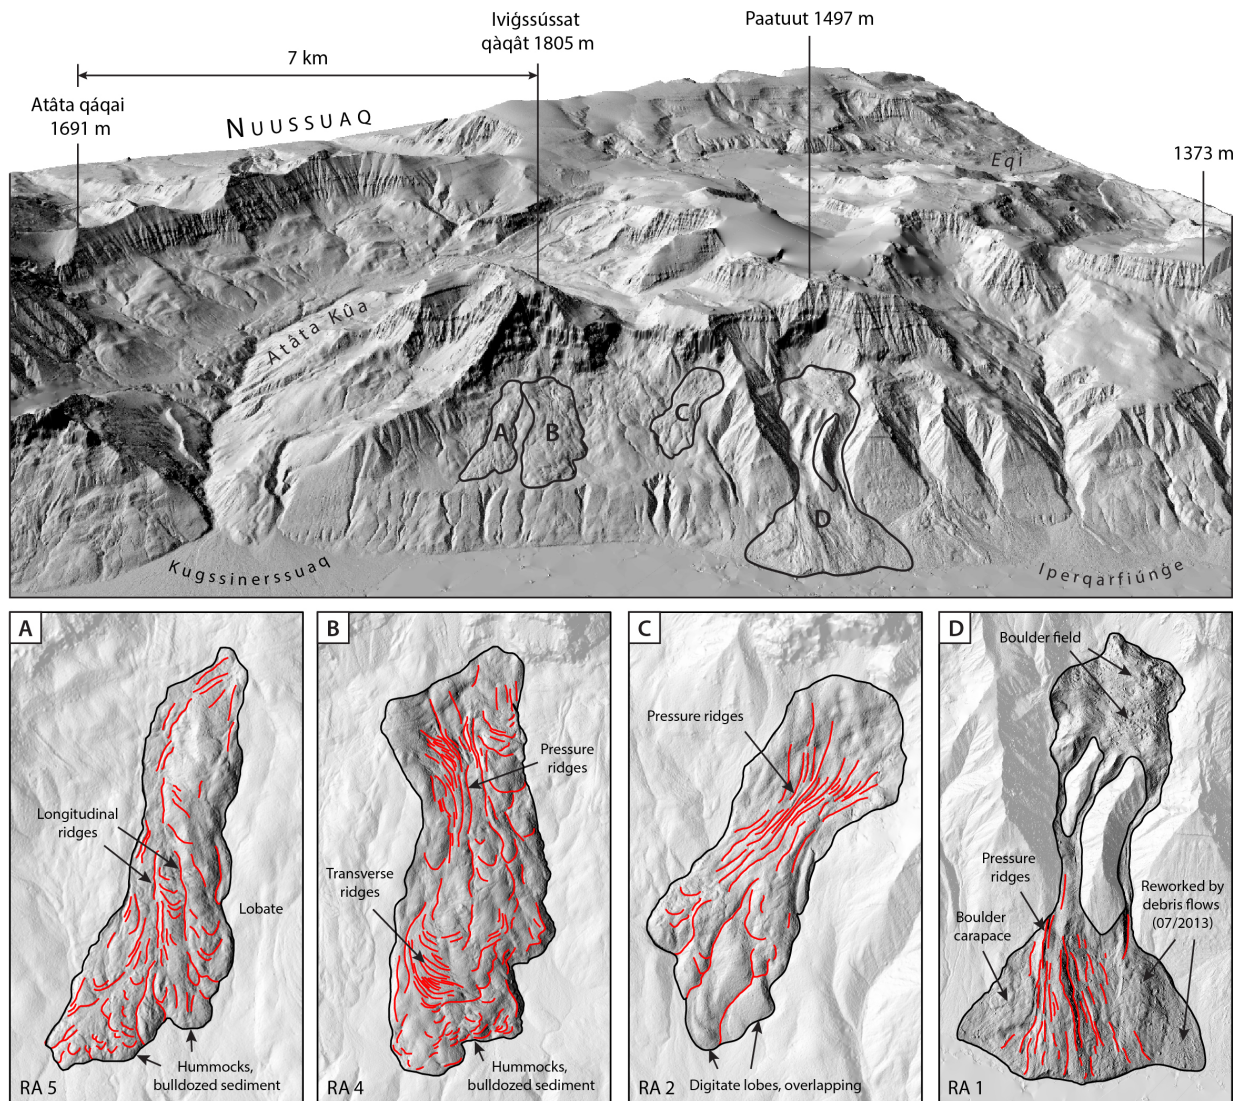 Iviġssússat
qàqât 1805 m
Paatuut 1497 m
7 km
Atâta qáqai
1691 m
NUUSSUAQ
Eqi
1373 m
Atâta Kûa
A
B
C
D
Kugssinerssuaq
Iperqarfiúnġe
A
Longitudinal
ridges
Lobate
Hummocks,
bulldozed sediment
RA 5
B
Pressure
ridges
Transverse
ridges
Hummocks,
bulldozed sediment
RA 4
C
Pressure ridges
Digitate lobes, overlapping
RA 2
D
Boulder field
Pressure
ridges
Boulder
carapace
Reworked by
debris flows
(07/2013)
RA 1